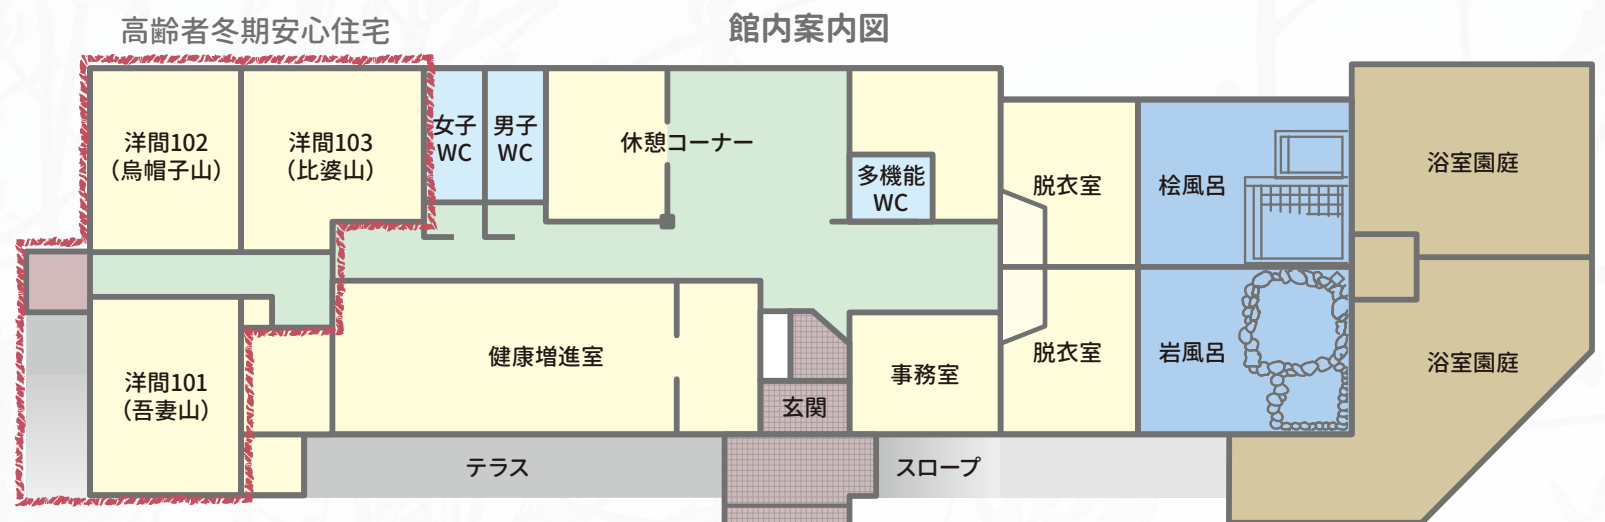 高齢者冬期安心住宅
館内案内図
洋間102
（烏帽子山）
洋間103
（比婆山）
女子
WC
男子
WC
休憩コーナー
多機能
WC
脱衣室
桧風呂
浴室園庭
洋間101
（吾妻山）
健康増進室
玄関
事務室
脱衣室
岩風呂
浴室園庭
テラス
スロープ